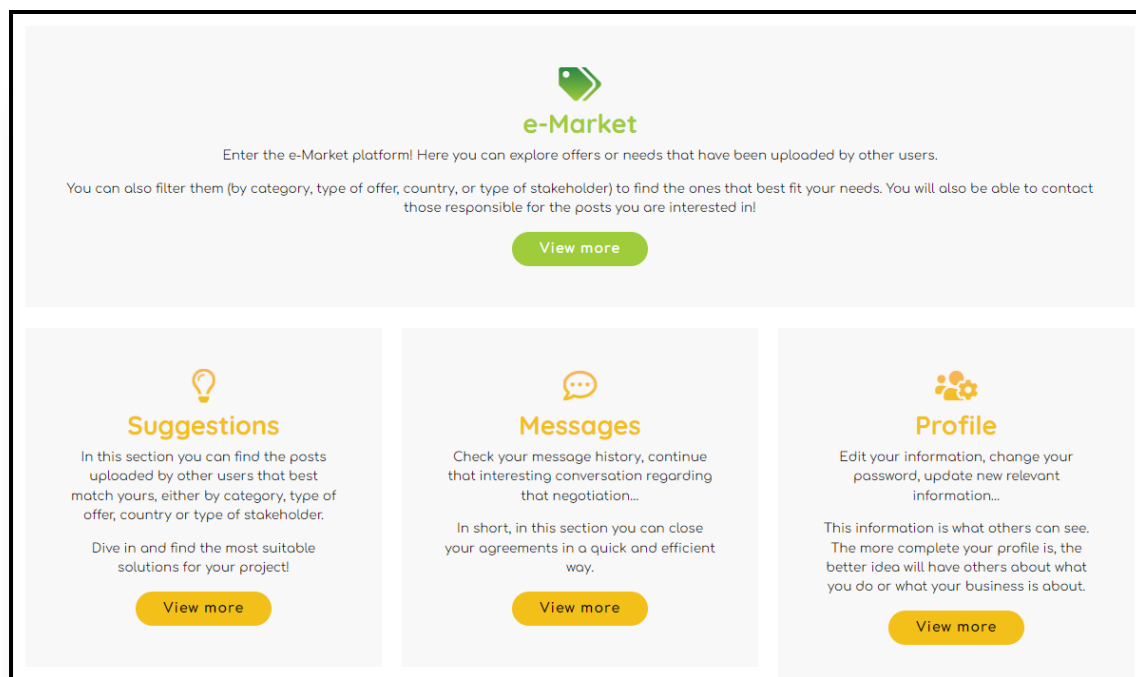 e-Market
Enter the e-Market platform! Here you can explore offers or needs that have been uploaded by other users.
You can also filter them (by category, type of offer, country, or type of stakeholder) to find the ones that best fit your needs. You will also be able to contact
those responsible for the posts you are interested in!
View more
Suggestions
In this section you can find the posts
uploaded by other users that best
match yours, either by category, type of
offer, country or type of stakeholder.
Dive in and find the most suitable
solutions for your project!
View more
Messages
Check your message history, continue
that interesting conversation regarding
that negotiation...
In short, in this section you can close
your agreements in a quick and efficient
way.
View more
Profile
Edit your information, change your
password, update new relevant
information...
This information is what others can see.
The more complete your profile is, the
better idea will have others about what
you do or what your business is about.
View more